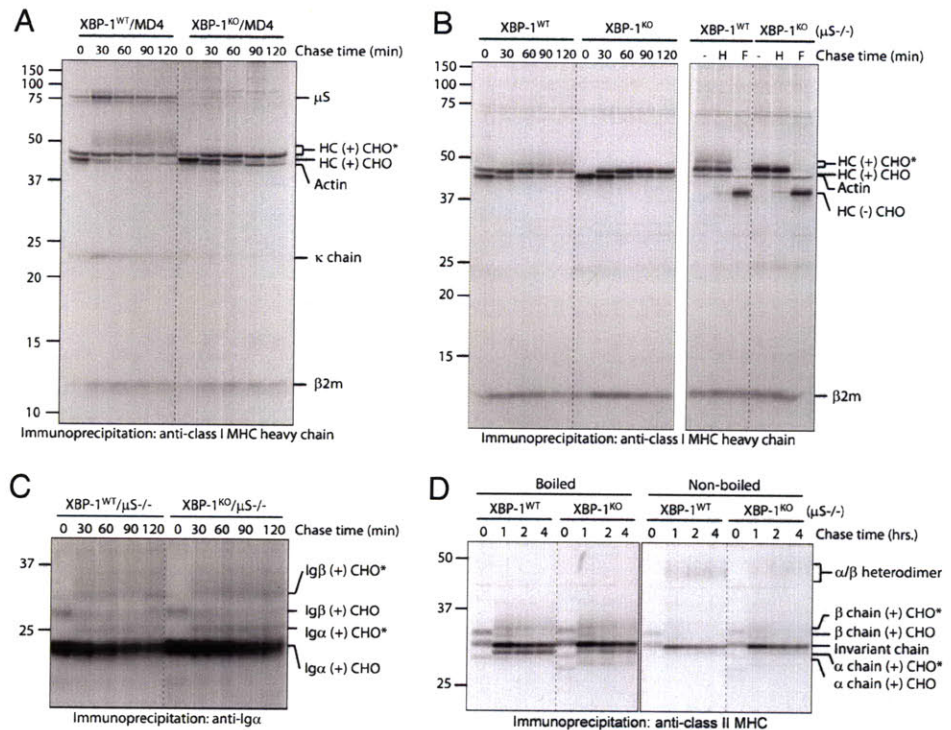 A
XBP-1WT/MD4 XBP-1KO/MD4
0 30 60 90 120 0 30 60 90 120 Chase time (min)
150
100
75
50
37
25
20
15
10
μS
HC (+) CHO*
HC (+) CHO
Actin
κ chain
β2m
Immunoprecipitation: anti-class I MHC heavy chain
B
XBP-1WT XBP-1KO XBP-1WT XBP-1KO (μS-/-)
0 30 60 90 120 0 30 60 90 120 - H F - H F Chase time (min)
150
100
75
50
37
25
20
15
HC (+) CHO*
HC (+) CHO
Actin
HC (-) CHO
β2m
Immunoprecipitation: anti-class I MHC heavy chain
C
XBP-1WT/μS-/- XBP-1KO/μS-/-
0 30 60 90 120 0 30 60 90 120 Chase time (min)
37
25
Igβ (+) CHO*
Igβ (+) CHO
Igα (+) CHO*
Igα (+) CHO
Immunoprecipitation: anti-Igα
D
Boiled Non-boiled
XBP-1WT XBP-1KO XBP-1WT XBP-1KO (μS-/-)
0 1 2 4 0 1 2 4 0 1 2 4 0 1 2 4 Chase time (hrs.)
50
37
25
α/β heterodimer
β chain (+) CHO*
β chain (+) CHO
Invariant chain
α chain (+) CHO*
α chain (+) CHO
Immunoprecipitation: anti-class II MHC